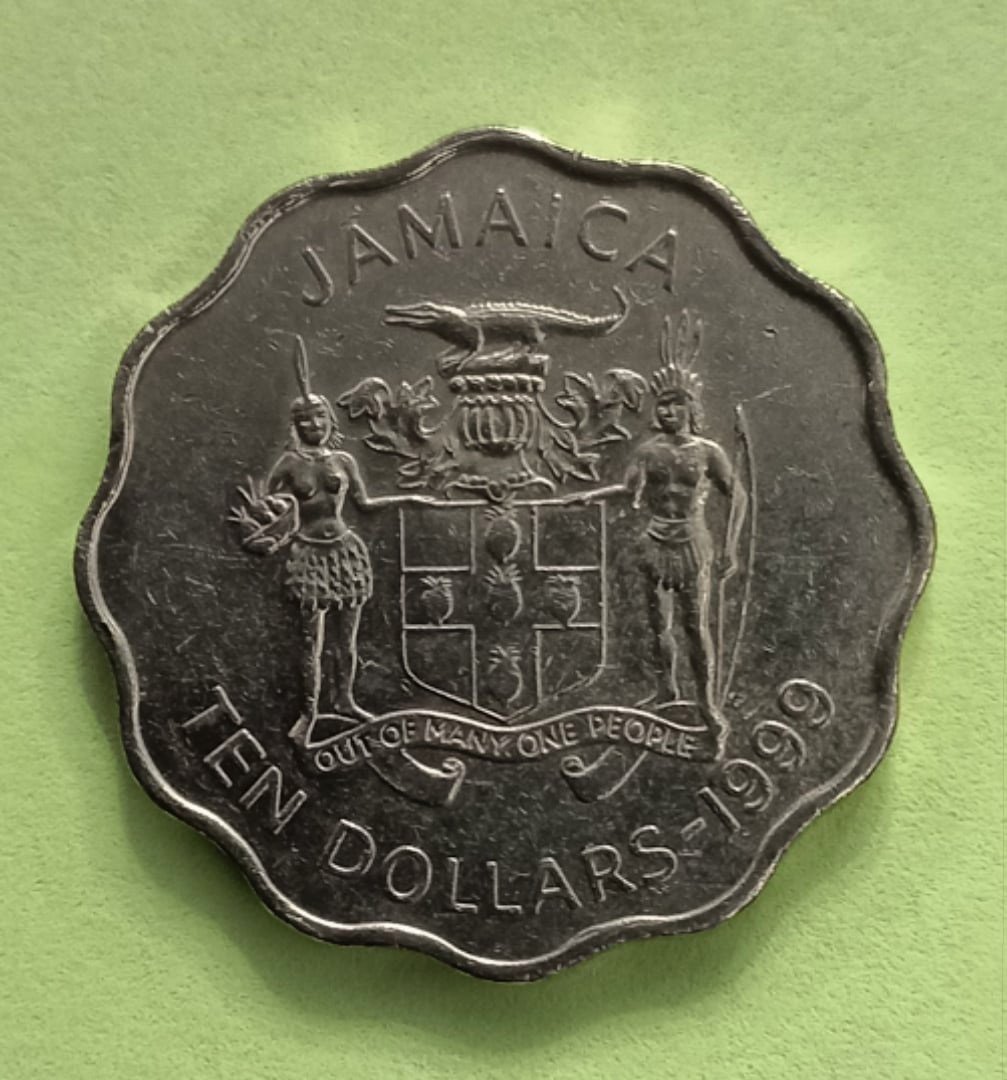 JAMAICA
OUT OF MANY, ONE PEOPLE
TEN DOLLARS-1999